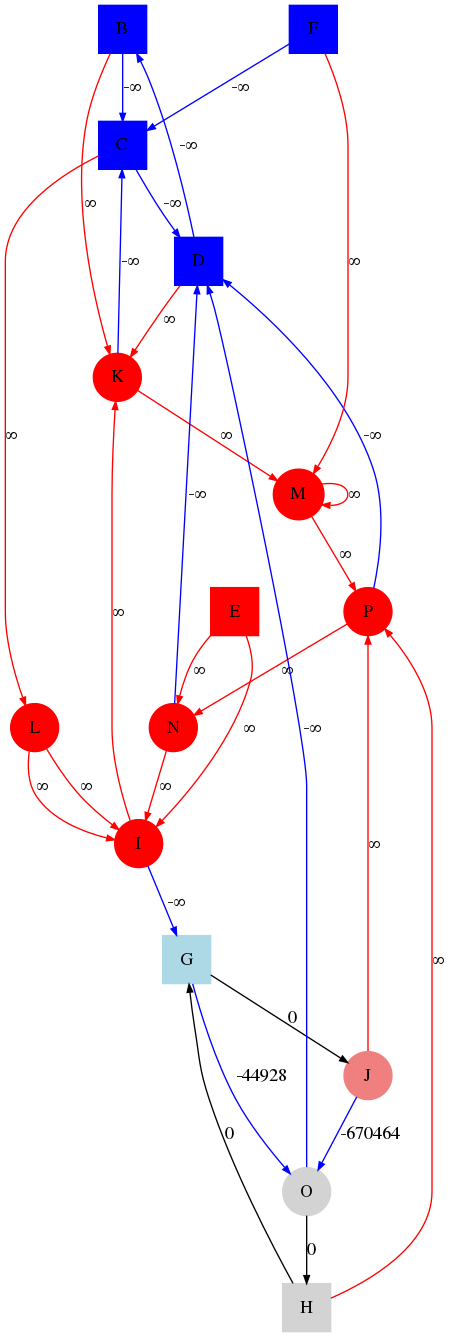 B F
-∞ -∞
C
-∞
∞ -∞
-∞ ∞
D
∞
K
∞ ∞ -∞
M ∞
∞
∞ E P
∞ ∞ -∞
L N ∞
∞ ∞ ∞
I ∞
-∞
G ∞
0
-44928 J
0 -670464
O
0
H